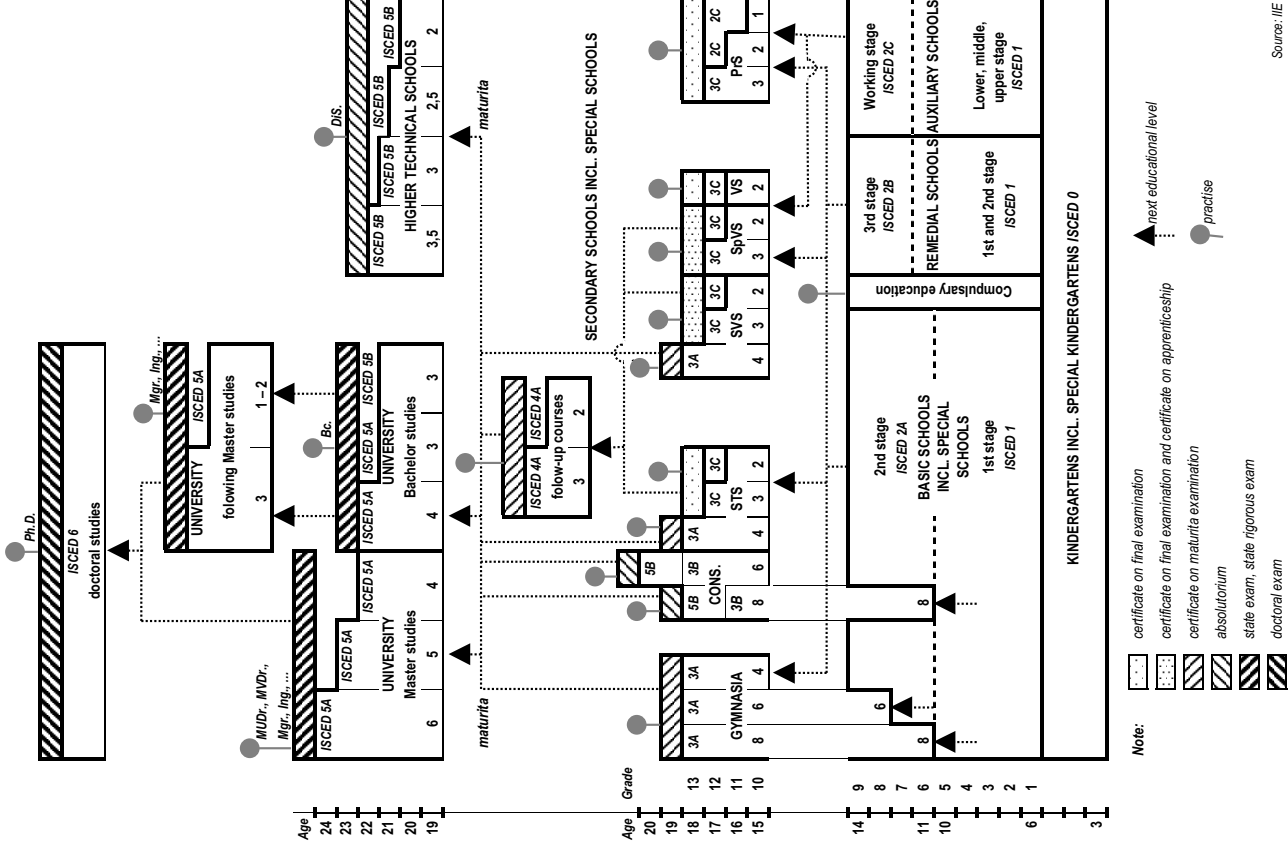 Ph.D.
ISCED 6
doctoral studies
Mgr., Ing., ...
UNIVERSITY
ISCED 5A
folowing Master studies
3
1 – 2
MUDr., MVDr.,
Mgr., Ing., ...
Bc.
DiS.
Age
24
23
22
21
20
19
ISCED 5A
ISCED 5A
ISCED 5A
UNIVERSITY
Master studies
6
5
4
ISCED 5A
ISCED 5A
ISCED 5B
UNIVERSITY
Bachelor studies
4
3
3
ISCED 5B
ISCED 5B
ISCED 5B
ISCED 5B
HIGHER TECHNICAL SCHOOLS
3,5
3
2,5
2
maturita
maturita
ISCED 4A
ISCED 4A
folow-up courses
3
2
SECONDARY SCHOOLS INCL. SPECIAL SCHOOLS
Age
Grade
20
19
18
17
16
15
13
12
11
10
3A
3A
3A
GYMNASIA
8
6
4
5B
5B
3B
3B
CONS.
8
6
3A
3C
3C
STS
4
3
2
3A
3C
3C
SVS
4
3
2
3C
3C
SpVS
3
2
3C
VS
2
3C
2C
2C
PrS
3
2
1
14
11
10
6
3
9
8
7
6
5
4
3
2
1
8
6
8
2nd stage
ISCED 2A
BASIC SCHOOLS
INCL. SPECIAL
SCHOOLS
1st stage
ISCED 1
Compulsary education
3rd stage
ISCED 2B
REMEDIAL SCHOOLS
1st and 2nd stage
ISCED 1
Working stage
ISCED 2C
AUXILIARY SCHOOLS
Lower, middle,
upper stage
ISCED 1
KINDERGARTENS INCL. SPECIAL KINDERGARTENS ISCED 0
Note:
certificate on final examination
certificate on final examination and certificate on apprenticeship
certificate on maturita examination
absolutorium
state exam, state rigorous exam
doctoral exam
next educational level
practise
Source: IIE